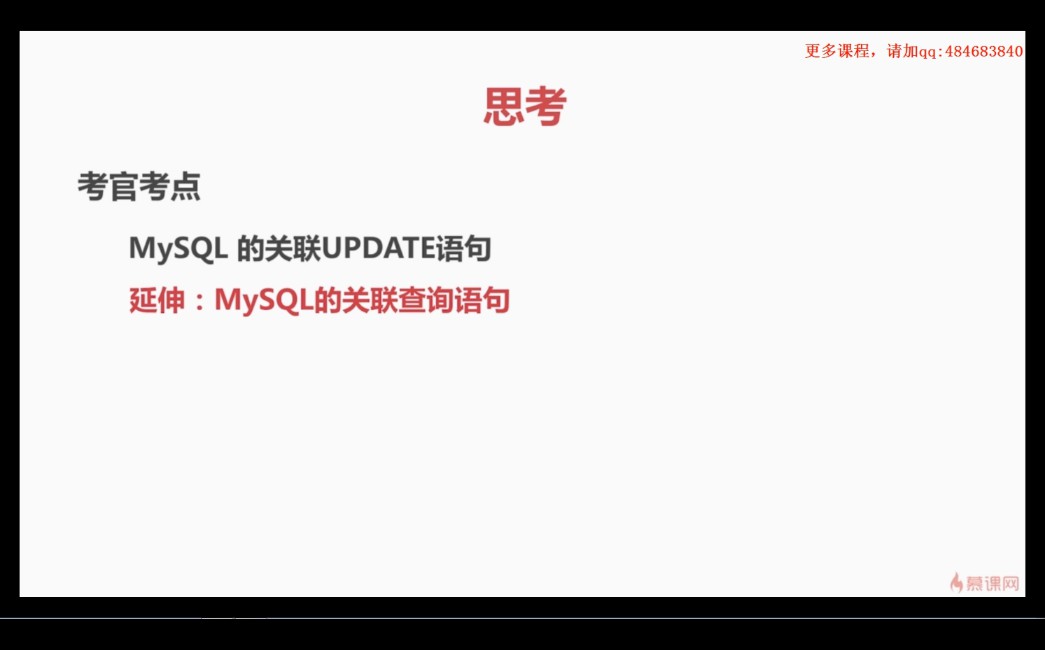 更多课程，请加qq:484683840
思考
考官考点
MySQL 的关联UPDATE语句
延伸：MySQL的关联查询语句
慕课网